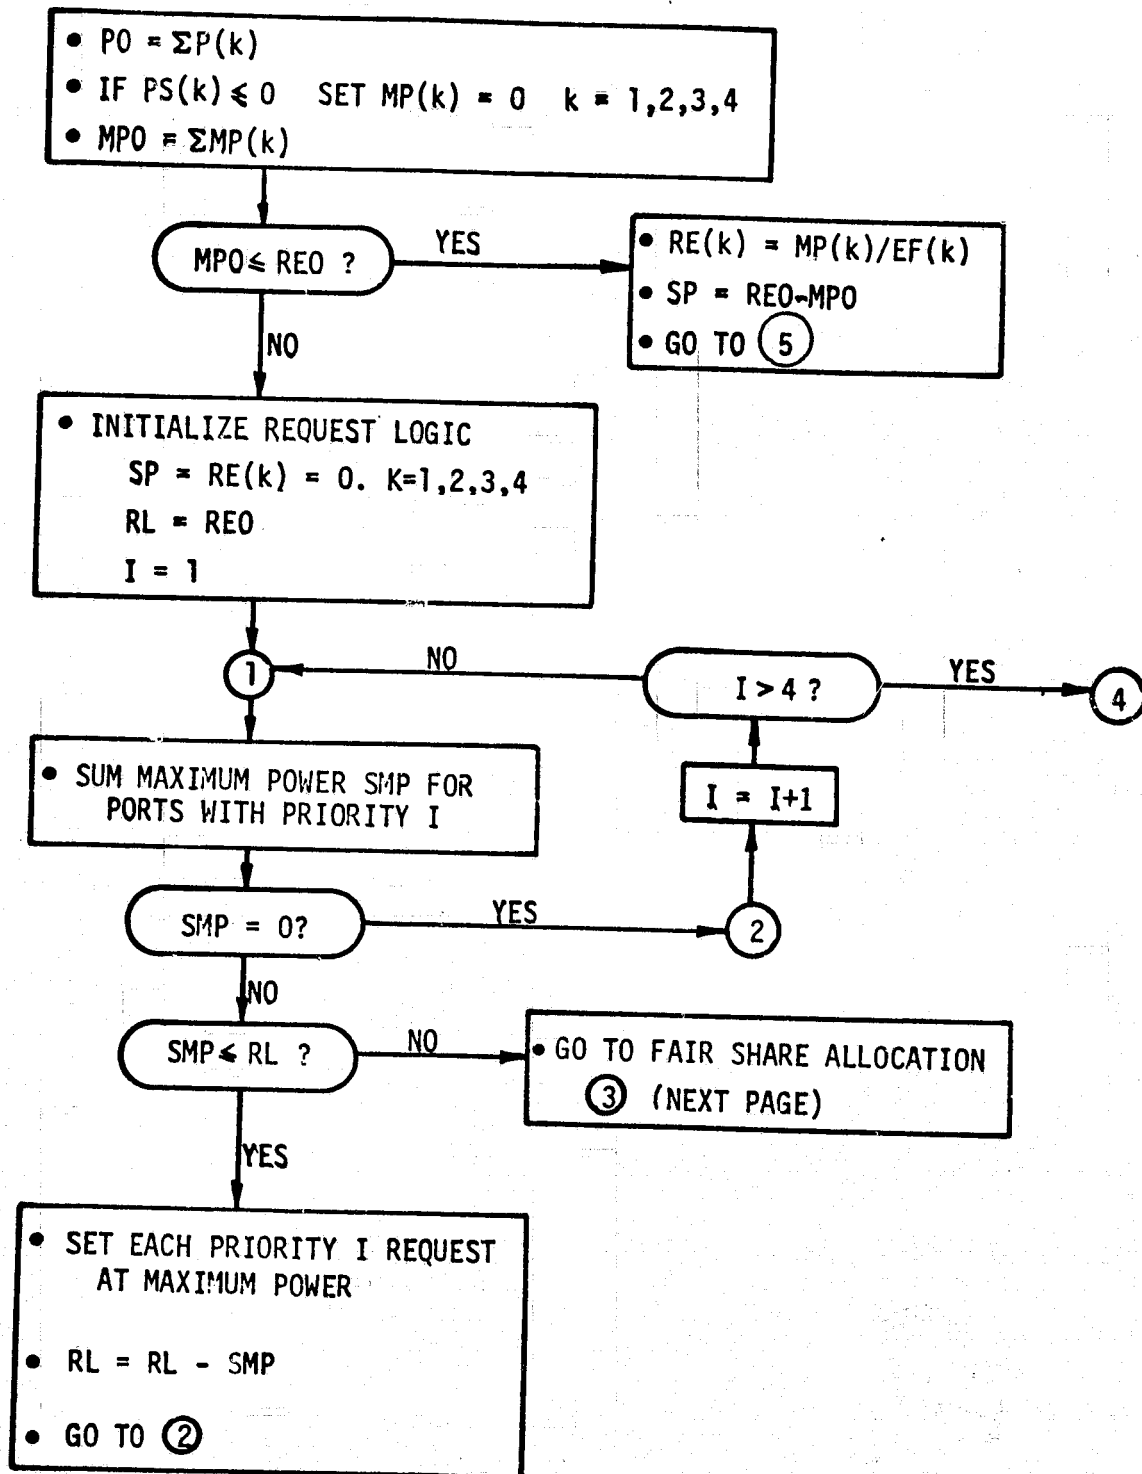 • PO = ΣP(k)
• IF PS(k) ⩽ 0 SET MP(k) = 0 k = 1,2,3,4
• MPO = ΣMP(k)
MPO ⩽ REO ?
YES
• RE(k) = MP(k)/EF(k)
• SP = REO-MPO
• GO TO 5
NO
• INITIALIZE REQUEST LOGIC
SP = RE(k) = 0. K=1,2,3,4
RL = REO
I = 1
1
NO
I > 4 ?
YES
4
• SUM MAXIMUM POWER SMP FOR
PORTS WITH PRIORITY I
I = I+1
SMP = 0?
YES
2
NO
SMP ⩽ RL ?
NO
• GO TO FAIR SHARE ALLOCATION
3 (NEXT PAGE)
YES
• SET EACH PRIORITY I REQUEST
AT MAXIMUM POWER
• RL = RL - SMP
• GO TO 2